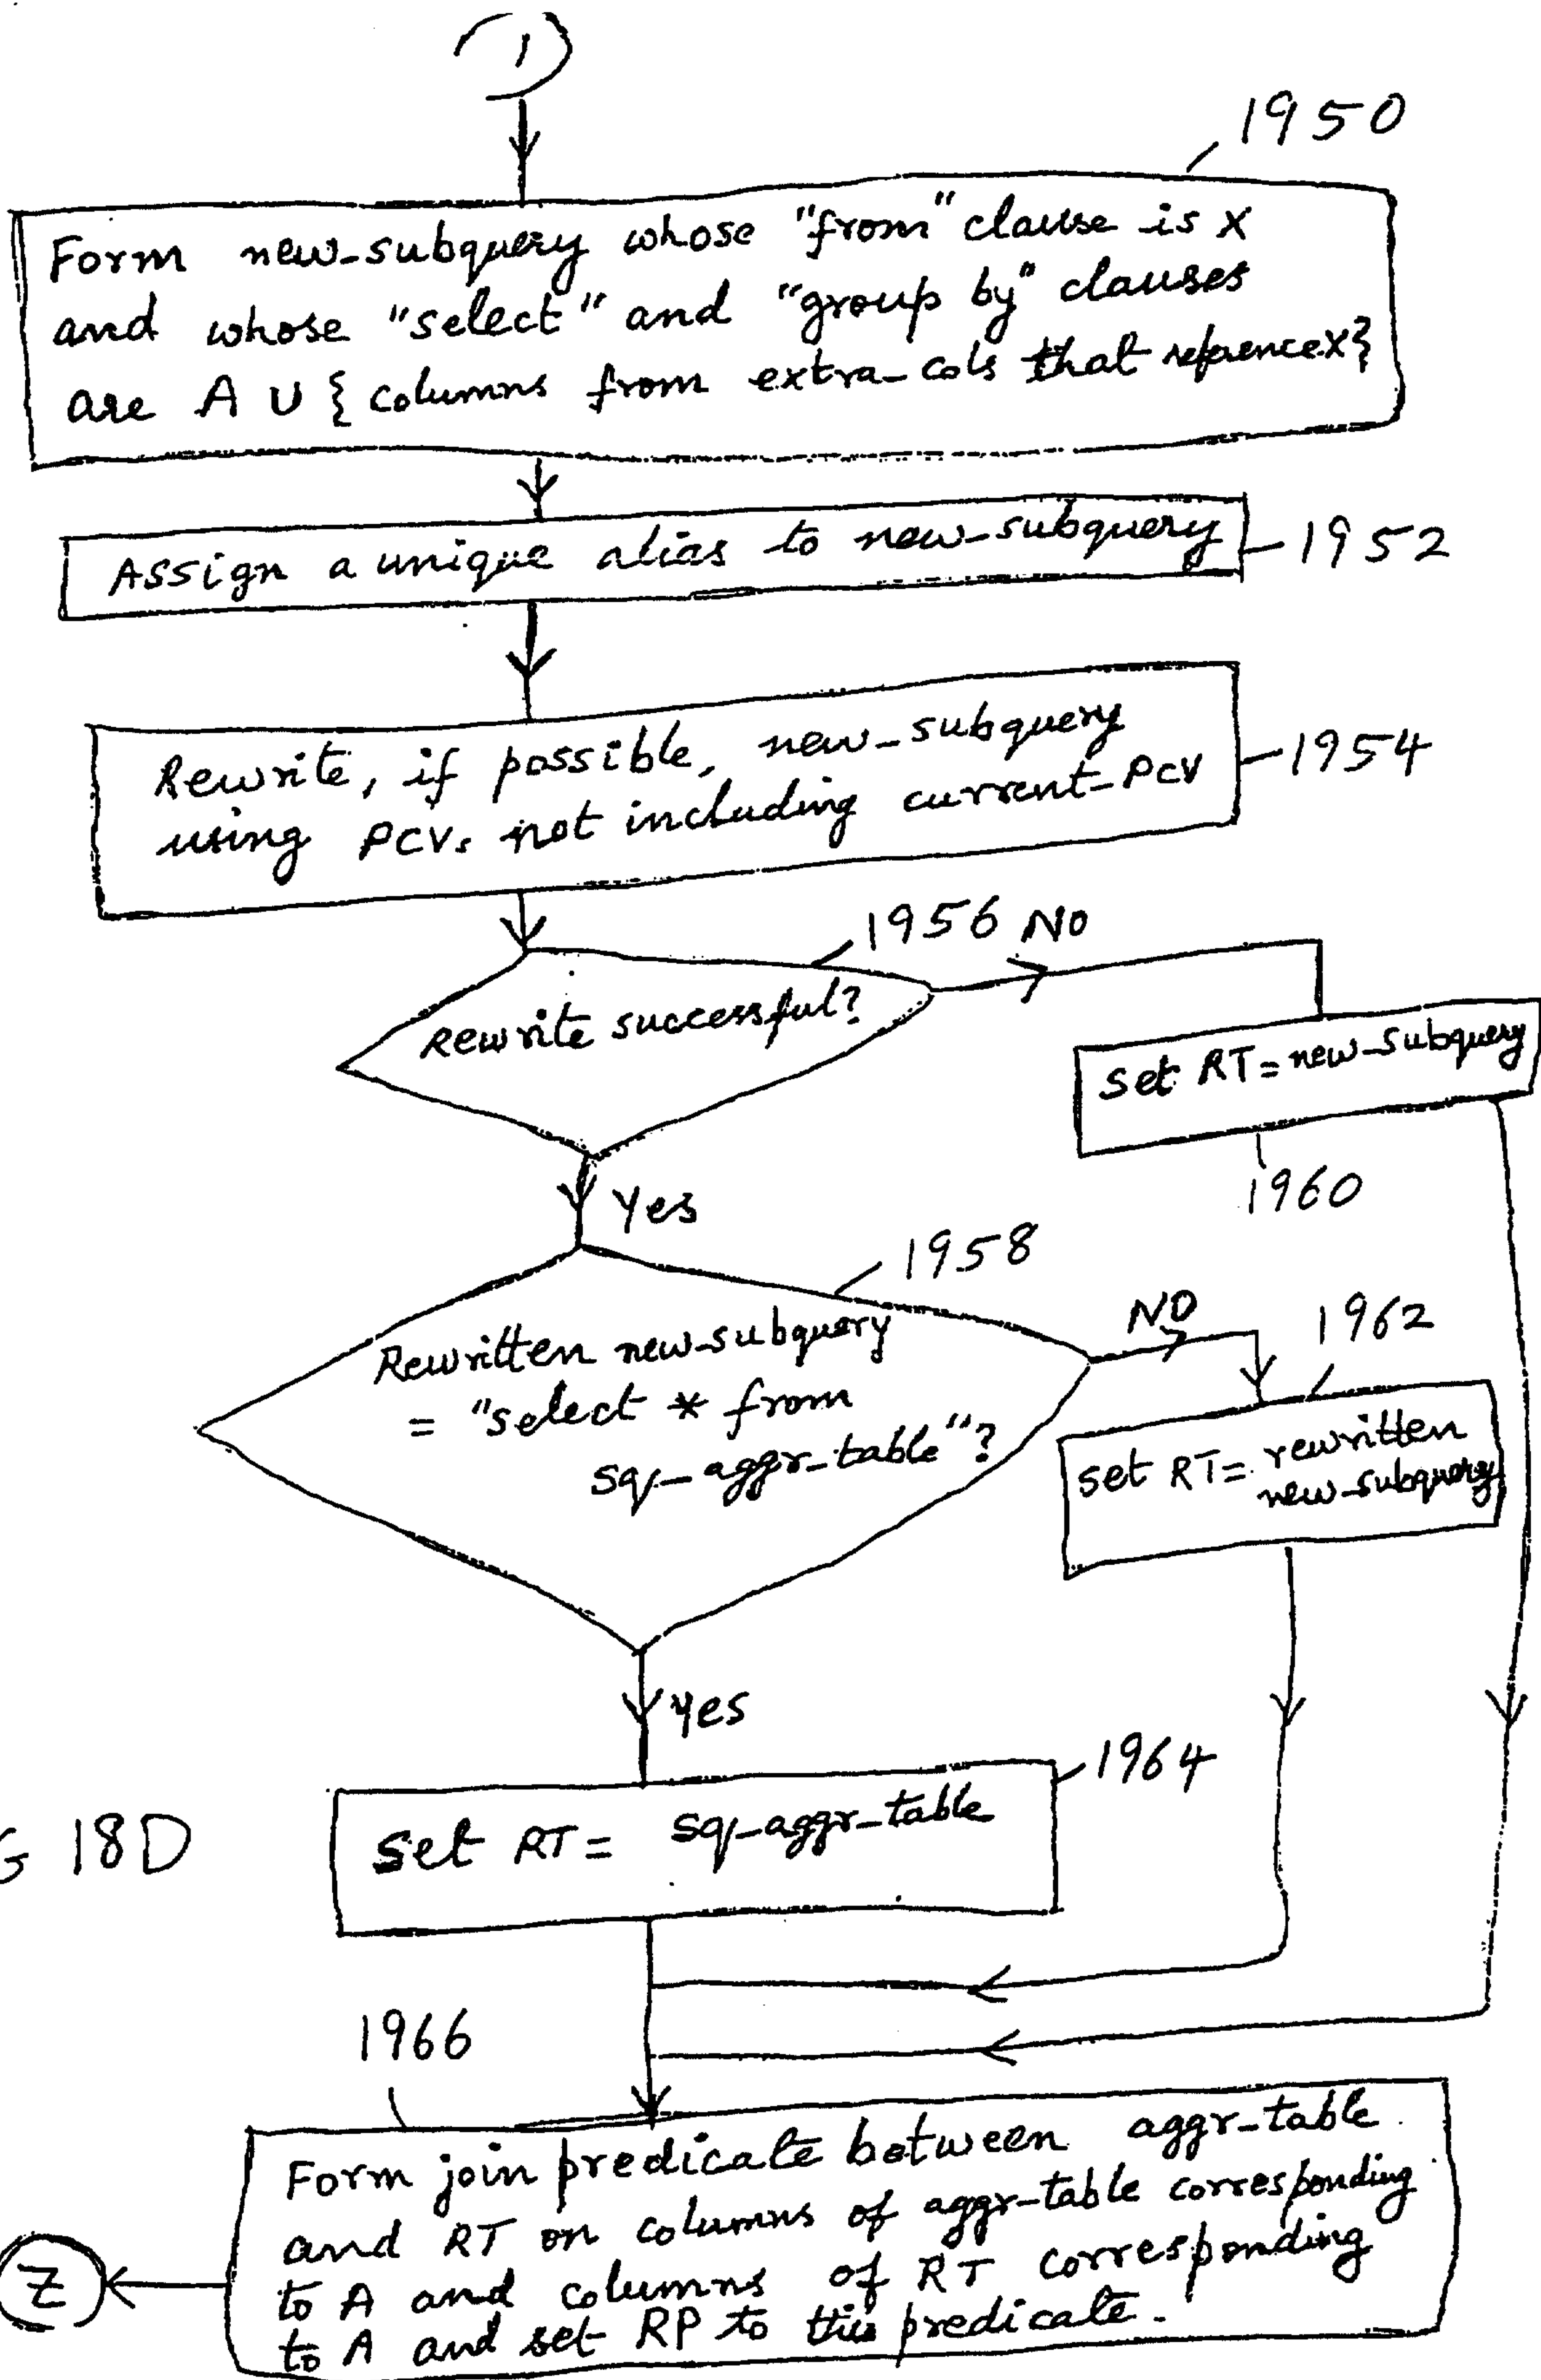 1
1950
Form new-subquery whose "from" clause is X
and whose "select" and "group by" clauses
are A U { columns from extra-cols that reference X}
Assign a unique alias to new-subquery
1952
Rewrite, if possible, new-subquery
using PCVs not including current-PCV
1954
1956
NO
Rewrite successful?
set RT = new-subquery
1960
Yes
1958
Rewritten new-subquery
= "select * from
sq-aggr-table"?
NO
1962
set RT = rewritten
new-subquery
Yes
1964
set RT = sq-aggr-table
G 18D
1966
Form join predicate between aggr-table
and RT on columns of aggr-table corresponding
to A and columns of RT corresponding
to A and set RP to this predicate.
Z